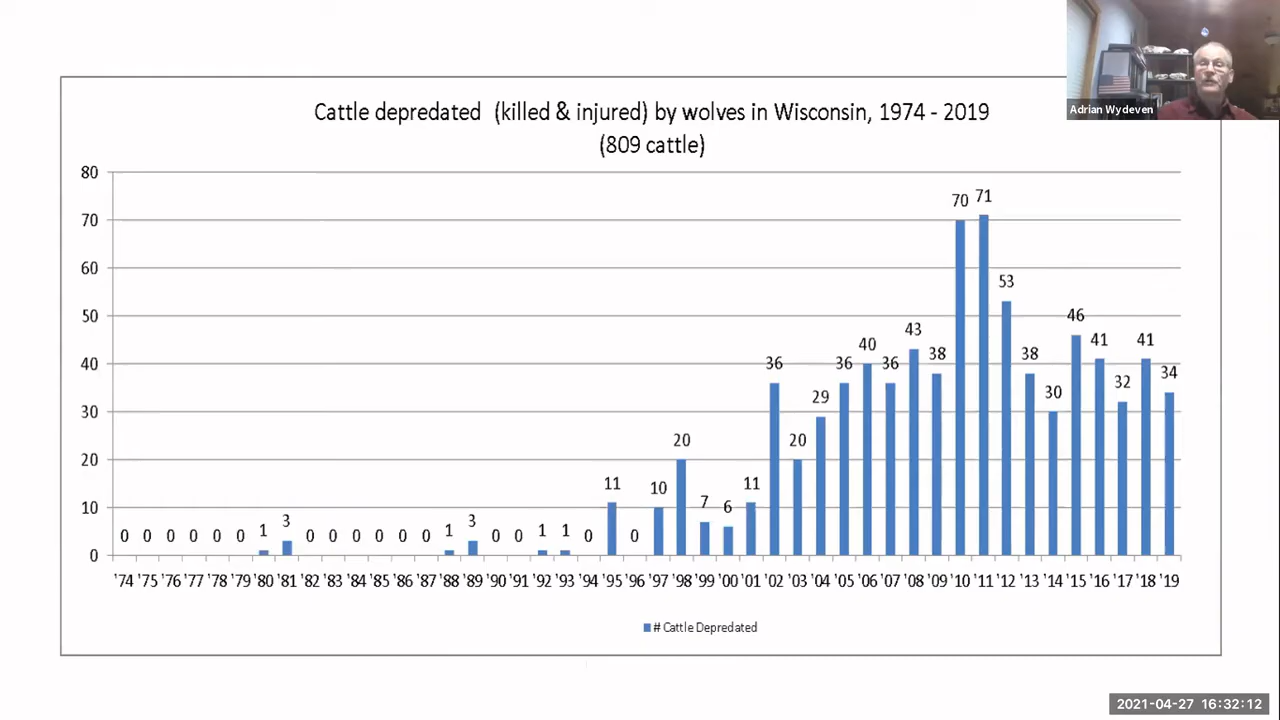 Adrian Wydeven
Cattle depredated (killed & injured) by wolves in Wisconsin, 1974 - 2019
(809 cattle)
80
70
60
50
40
30
20
10
0
0 0 0 0 0 0 1 3 0 0 0 0 0 0 1 3 0 0 1 1 0 11 0 10 20 7 6 11 36 20 29 36 40 36 43 38 70 71 53 38 30 46 41 32 41 34
'74 '75 '76 '77 '78 '79 '80 '81 '82 '83 '84 '85 '86 '87 '88 '89 '90 '91 '92 '93 '94 '95 '96 '97 '98 '99 '00 '01 '02 '03 '04 '05 '06 '07 '08 '09 '10 '11 '12 '13 '14 '15 '16 '17 '18 '19
# Cattle Depredated
2021-04-27 16:32:12